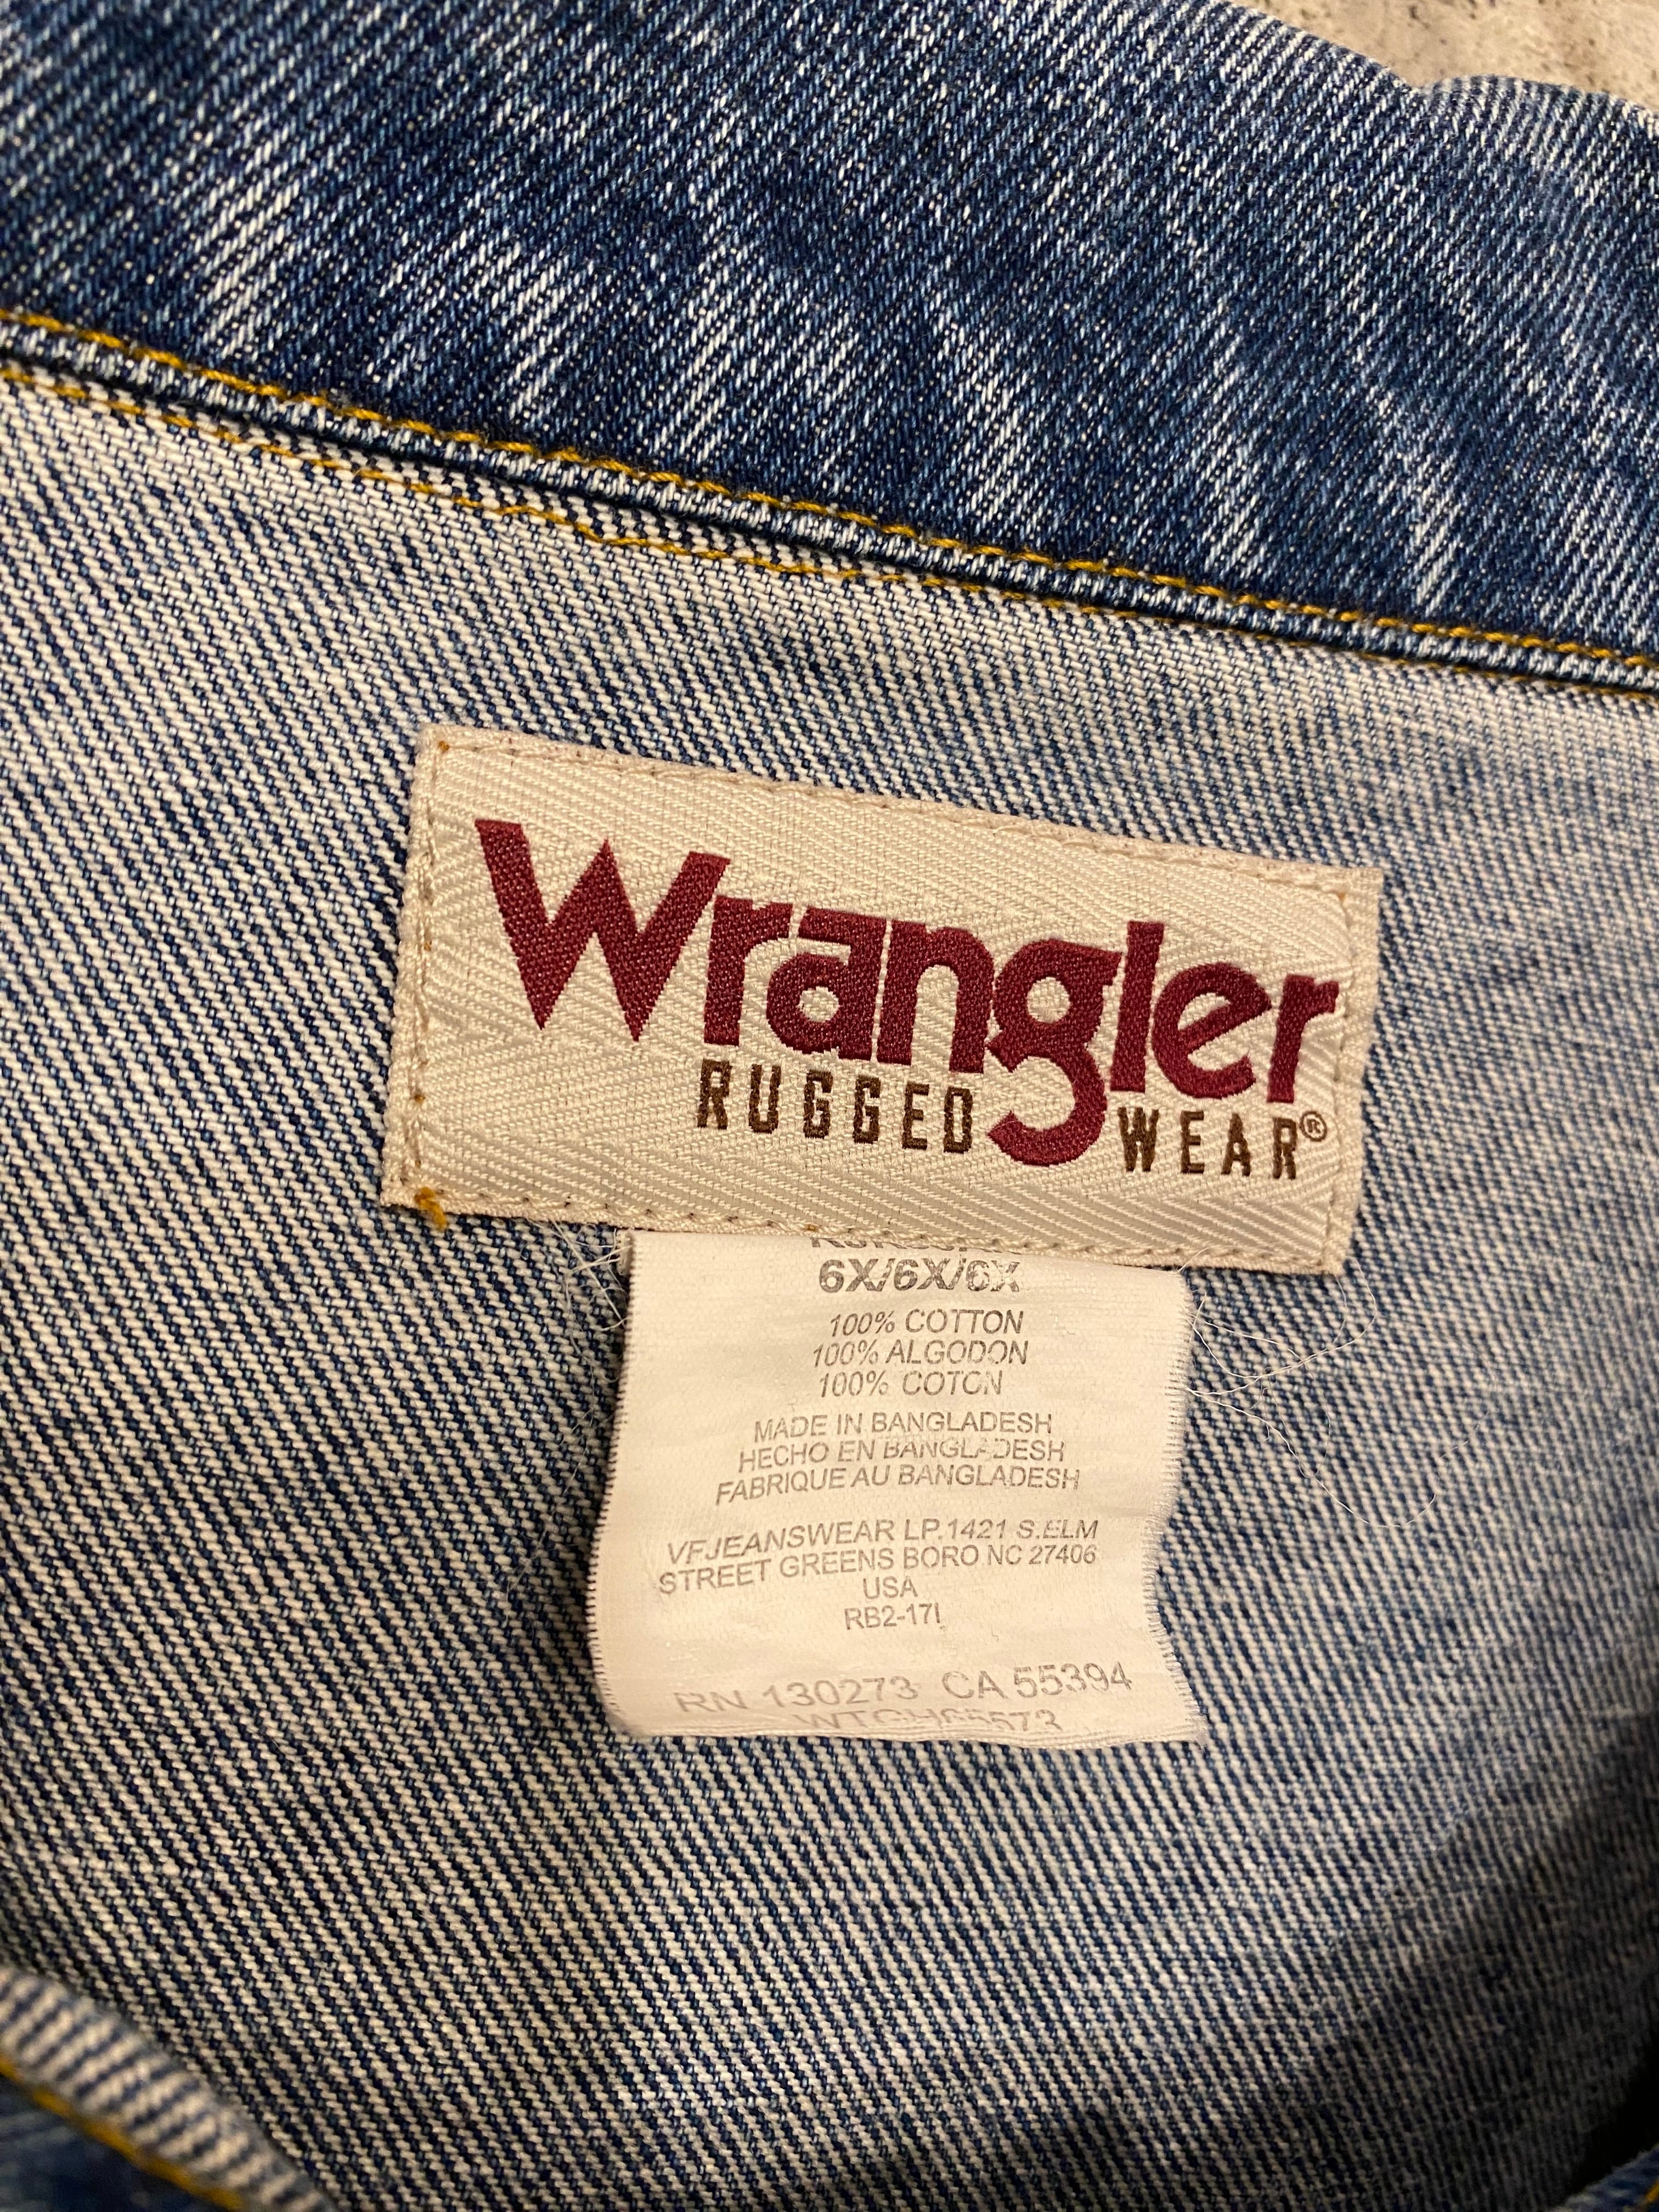 Wrangler
RUGGED WEAR®
6X/6X/6X
100% COTTON
100% ALGODON
100% COTON
MADE IN BANGLADESH
HECHO EN BANGLADESH
FABRIQUE AU BANGLADESH
VFJEANSWEAR LP.1421 S.ELM
STREET GREENS BORO NC 27406
USA
RB2-17I
RN 130273 CA 55394